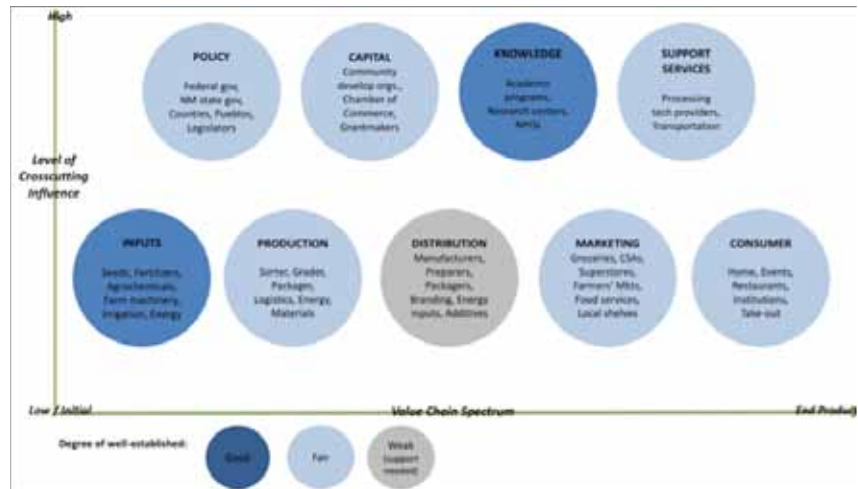 High
POLICY
Federal gov,
NM state gov,
Counties, Pueblos,
Legislators
CAPITAL
Community
develop orgs.,
Chamber of
Commerce,
Grantmakers
KNOWLEDGE
Academic
programs,
Research centers,
SUPPORT
SERVICES
Processing
tech providers,
Transportation
Level of
Crosscutting
Influence
INPUTS
Seeds, Fertilizers,
Agrochemicals,
Farm machinery,
Irrigation, Energy
PRODUCTION
Sorter, Grader,
Packager,
Logistics, Energy,
Materials
DISTRIBUTION
Manufacturers,
Preparers,
Packagers,
Branding, Energy
inputs, Additives
MARKETING
Groceries, CSAs,
Superstores,
Farmers' Mkts,
Food services,
Local shelves
CONSUMER
Home, Events,
Restaurants,
Institutions,
Take-out
Low / Initial
Value Chain Spectrum
End Product
Degree of well-established:
Good
Fair
Weak
(support
needed)